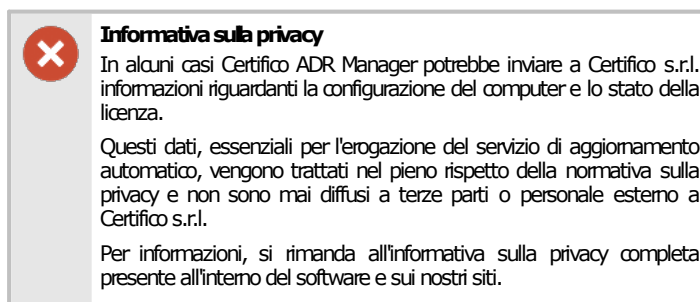 Informativa sulla privacy
In alcuni casi Certifico ADR Manager potrebbe inviare a Certifico s.r.l.
informazioni riguardanti la configurazione del computer e lo stato della
licenza.
Questi dati, essenziali per l'erogazione del servizio di aggiornamento
automatico, vengono trattati nel pieno rispetto della normativa sulla
privacy e non sono mai diffusi a terze parti o personale esterno a
Certifico s.r.l.
Per informazioni, si rimanda all'informativa sulla privacy completa
presente all'interno del software e sui nostri siti.